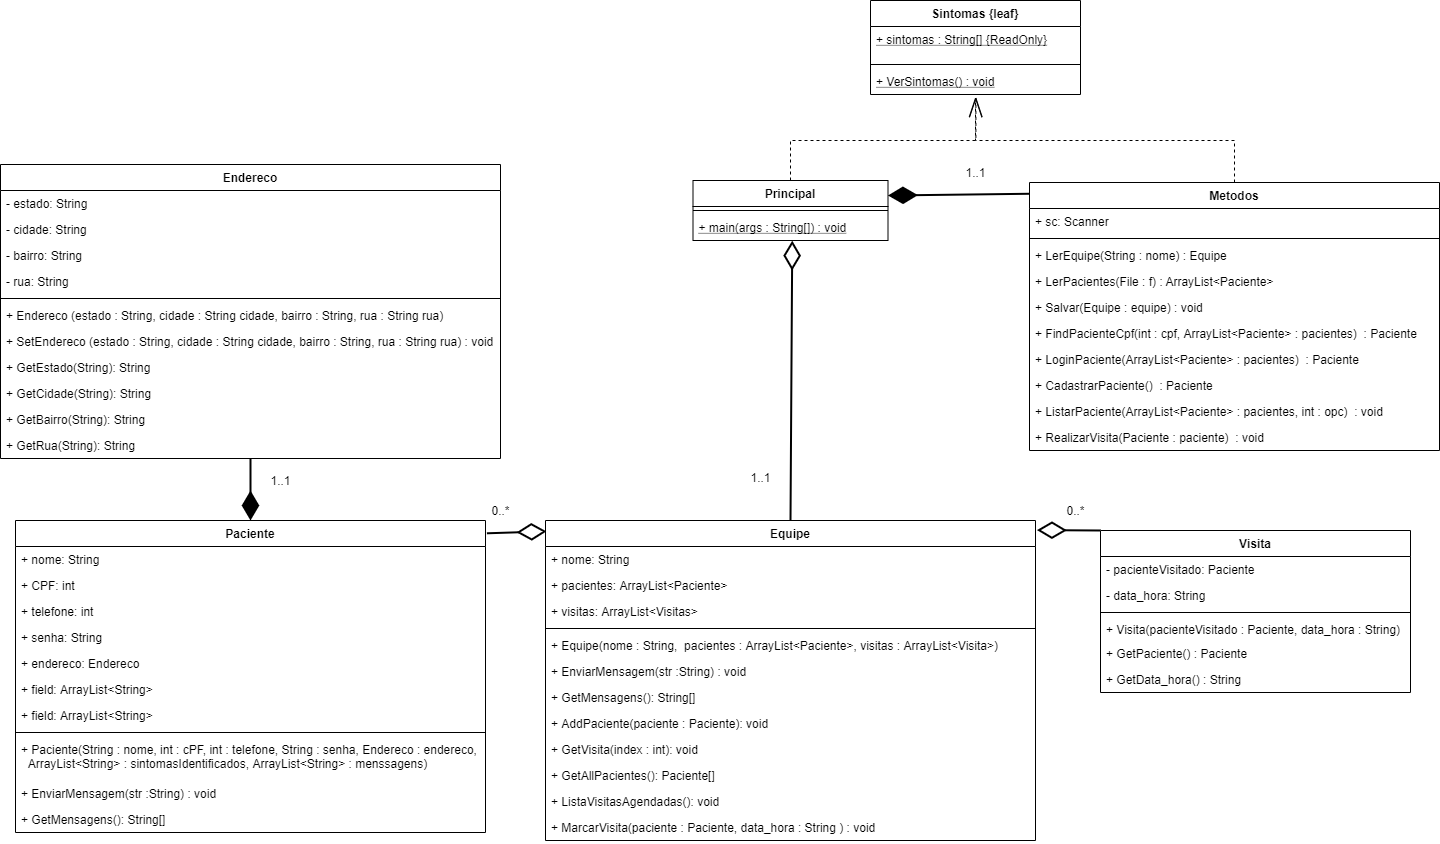 Sintomas {leaf}
+ sintomas : String[] {ReadOnly}
+ VerSintomas() : void
1..1
Principal
+ main(args : String[]) : void
Metodos
+ sc: Scanner
+ LerEquipe(String : nome) : Equipe
+ LerPacientes(File : f) : ArrayList<Paciente>
+ Salvar(Equipe : equipe) : void
+ FindPacienteCpf(int : cpf, ArrayList<Paciente> : pacientes)  : Paciente
+ LoginPaciente(ArrayList<Paciente> : pacientes)  : Paciente
+ CadastrarPaciente()  : Paciente
+ ListarPaciente(ArrayList<Paciente> : pacientes, int : opc)  : void
+ RealizarVisita(Paciente : paciente)  : void
Endereco
- estado: String
- cidade: String
- bairro: String
- rua: String
+ Endereco (estado : String, cidade : String cidade, bairro : String, rua : String rua)
+ SetEndereco (estado : String, cidade : String cidade, bairro : String, rua : String rua) : void
+ GetEstado(String): String
+ GetCidade(String): String
+ GetBairro(String): String
+ GetRua(String): String
1..1
1..1
0..*
0..*
Paciente
+ nome: String
+ CPF: int
+ telefone: int
+ senha: String
+ endereco: Endereco
+ field: ArrayList<String>
+ field: ArrayList<String>
+ Paciente(String : nome, int : cPF, int : telefone, String : senha, Endereco : endereco,
ArrayList<String> : sintomasIdentificados, ArrayList<String> : menssagens)
+ EnviarMensagem(str :String) : void
+ GetMensagens(): String[]
Equipe
+ nome: String
+ pacientes: ArrayList<Paciente>
+ visitas: ArrayList<Visitas>
+ Equipe(nome : String,  pacientes : ArrayList<Paciente>, visitas : ArrayList<Visita>)
+ EnviarMensagem(str :String) : void
+ GetMensagens(): String[]
+ AddPaciente(paciente : Paciente): void
+ GetVisita(index : int): void
+ GetAllPacientes(): Paciente[]
+ ListaVisitasAgendadas(): void
+ MarcarVisita(paciente : Paciente, data_hora : String ) : void
Visita
- pacienteVisitado: Paciente
- data_hora: String
+ Visita(pacienteVisitado : Paciente, data_hora : String)
+ GetPaciente() : Paciente
+ GetData_hora() : String